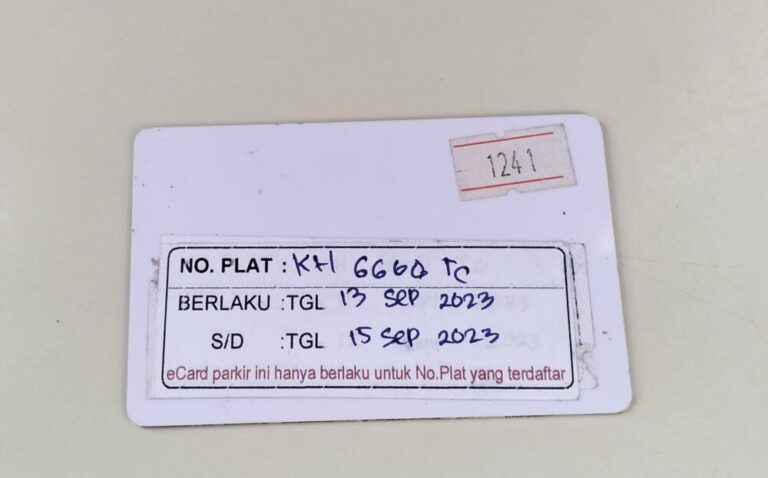 1241
NO. PLAT : KH 6660 TC
BERLAKU : TGL 13 SEP 2023
S/D : TGL 15 SEP 2023
eCard parkir ini hanya berlaku untuk No.Plat yang terdaftar